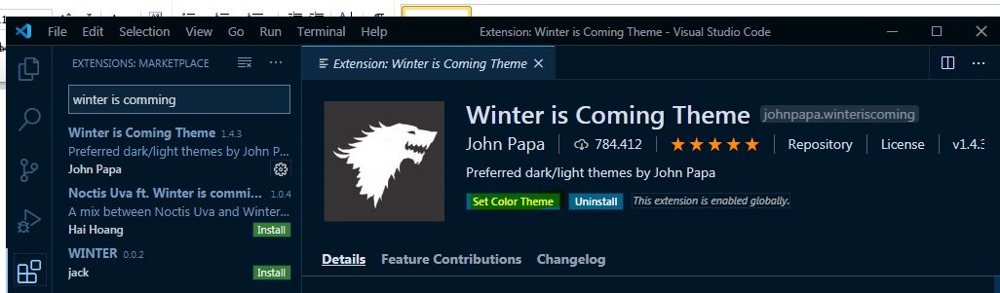 File Edit Selection View Go Run Terminal Help
Extension: Winter is Coming Theme - Visual Studio Code
EXTENSIONS: MARKETPLACE
winter is comming
Winter is Coming Theme 1.4.3
Preferred dark/light themes by John P...
John Papa
Noctis Uva ft. Winter is commi... 1.0.4
A mix between Noctis Uva and Winter...
Hai Hoang Install
WINTER 0.0.2
jack Install
Extension: Winter is Coming Theme
Winter is Coming Theme johnpapa.winteriscoming
John Papa 784.412 Repository License v1.4.3
Preferred dark/light themes by John Papa
Set Color Theme Uninstall This extension is enabled globally.
Details Feature Contributions Changelog